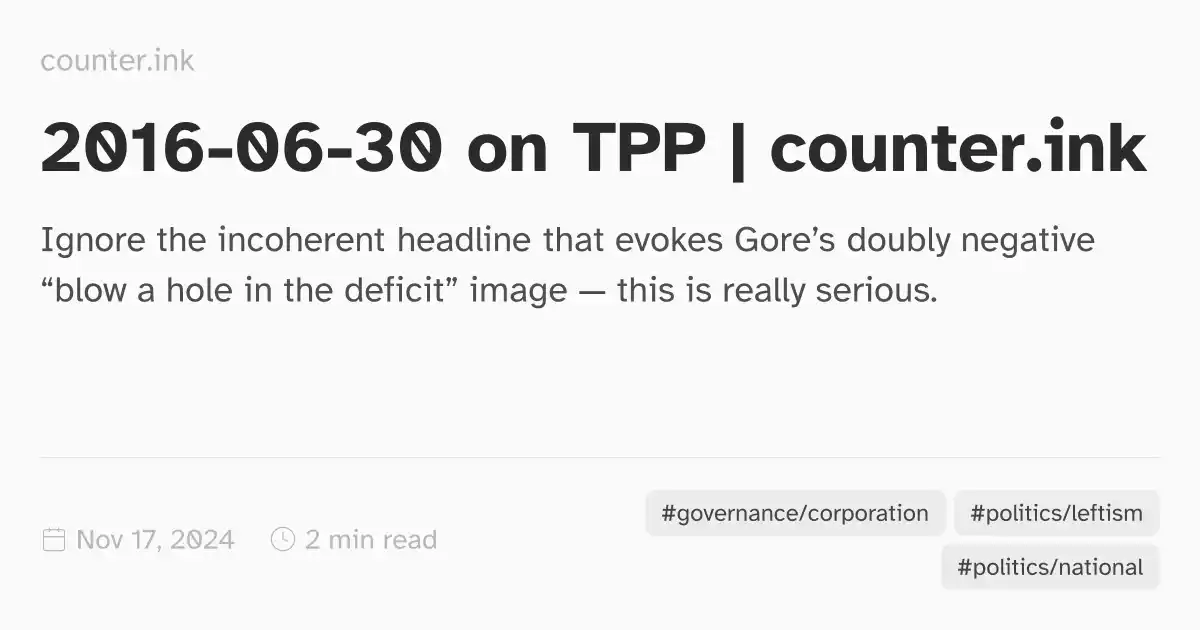 counter.ink
2016-06-30 on TPP | counter.ink
Ignore the incoherent headline that evokes Gore’s doubly negative
“blow a hole in the deficit” image — this is really serious.
Nov 17, 2024
2 min read
#governance/corporation
#politics/leftism
#politics/national